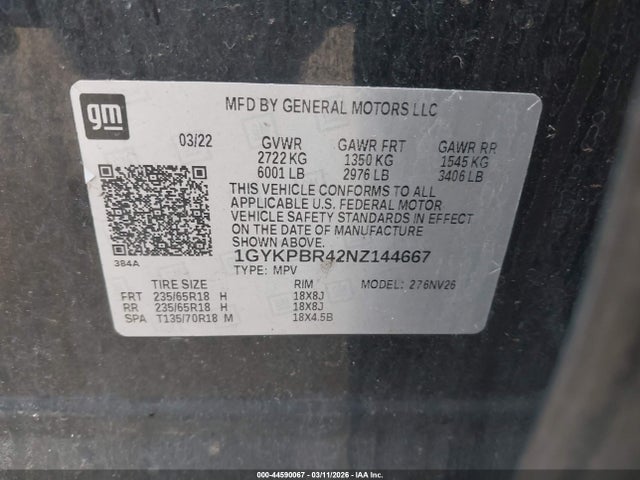 gm
MFD BY GENERAL MOTORS LLC
03/22 GVWR GAWR FRT GAWR RR
2722 KG 1350 KG 1545 KG
6001 LB 2976 LB 3406 LB
THIS VEHICLE CONFORMS TO ALL
APPLICABLE U.S. FEDERAL MOTOR
VEHICLE SAFETY STANDARDS IN EFFECT
ON THE DATE OF MANUFACTURE
SHOWN ABOVE.
384A 1GYKPBR42NZ144667
TYPE: MPV
TIRE SIZE RIM MODEL: 276NV26
FRT 235/65R18 H 18X8J
RR 235/65R18 H 18X8J
SPA T135/70R18 M 18X4.5B
000-44590067 - 03/11/2026 - IAA Inc.